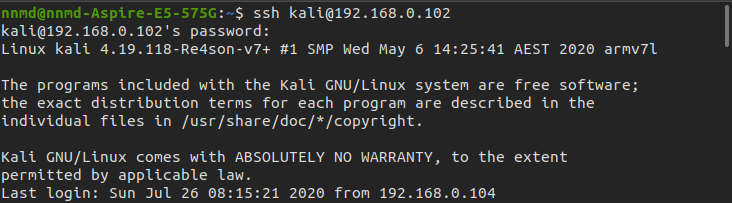 nnmd@nnmd-Aspire-E5-575G:~$ ssh kali@192.168.0.102
kali@192.168.0.102's password:
Linux kali 4.19.118-Re4son-v7+ #1 SMP Wed May 6 14:25:41 AEST 2020 armv7l
The programs included with the Kali GNU/Linux system are free software;
the exact distribution terms for each program are described in the
individual files in /usr/share/doc/*/copyright.
Kali GNU/Linux comes with ABSOLUTELY NO WARRANTY, to the extent
permitted by applicable law.
Last login: Sun Jul 26 08:15:21 2020 from 192.168.0.104